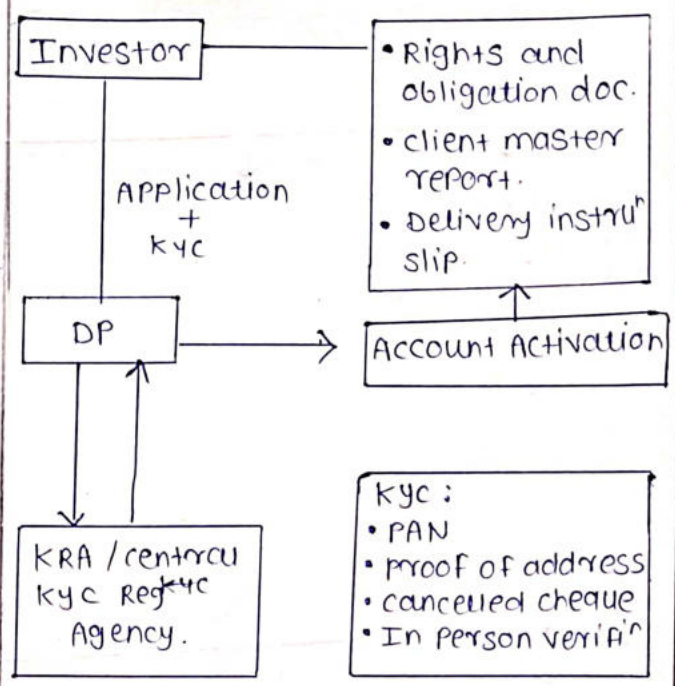 Investor
• Rights and
obligation doc.
• client master
report.
• Delivery instruⁿ
slip.
Application
+
KYC
DP
Account Activation
KRA / central
KYC Reg KYC
Agency.
KYC :
• PAN
• proof of address
• cancelled cheque
• In person verifiⁿ